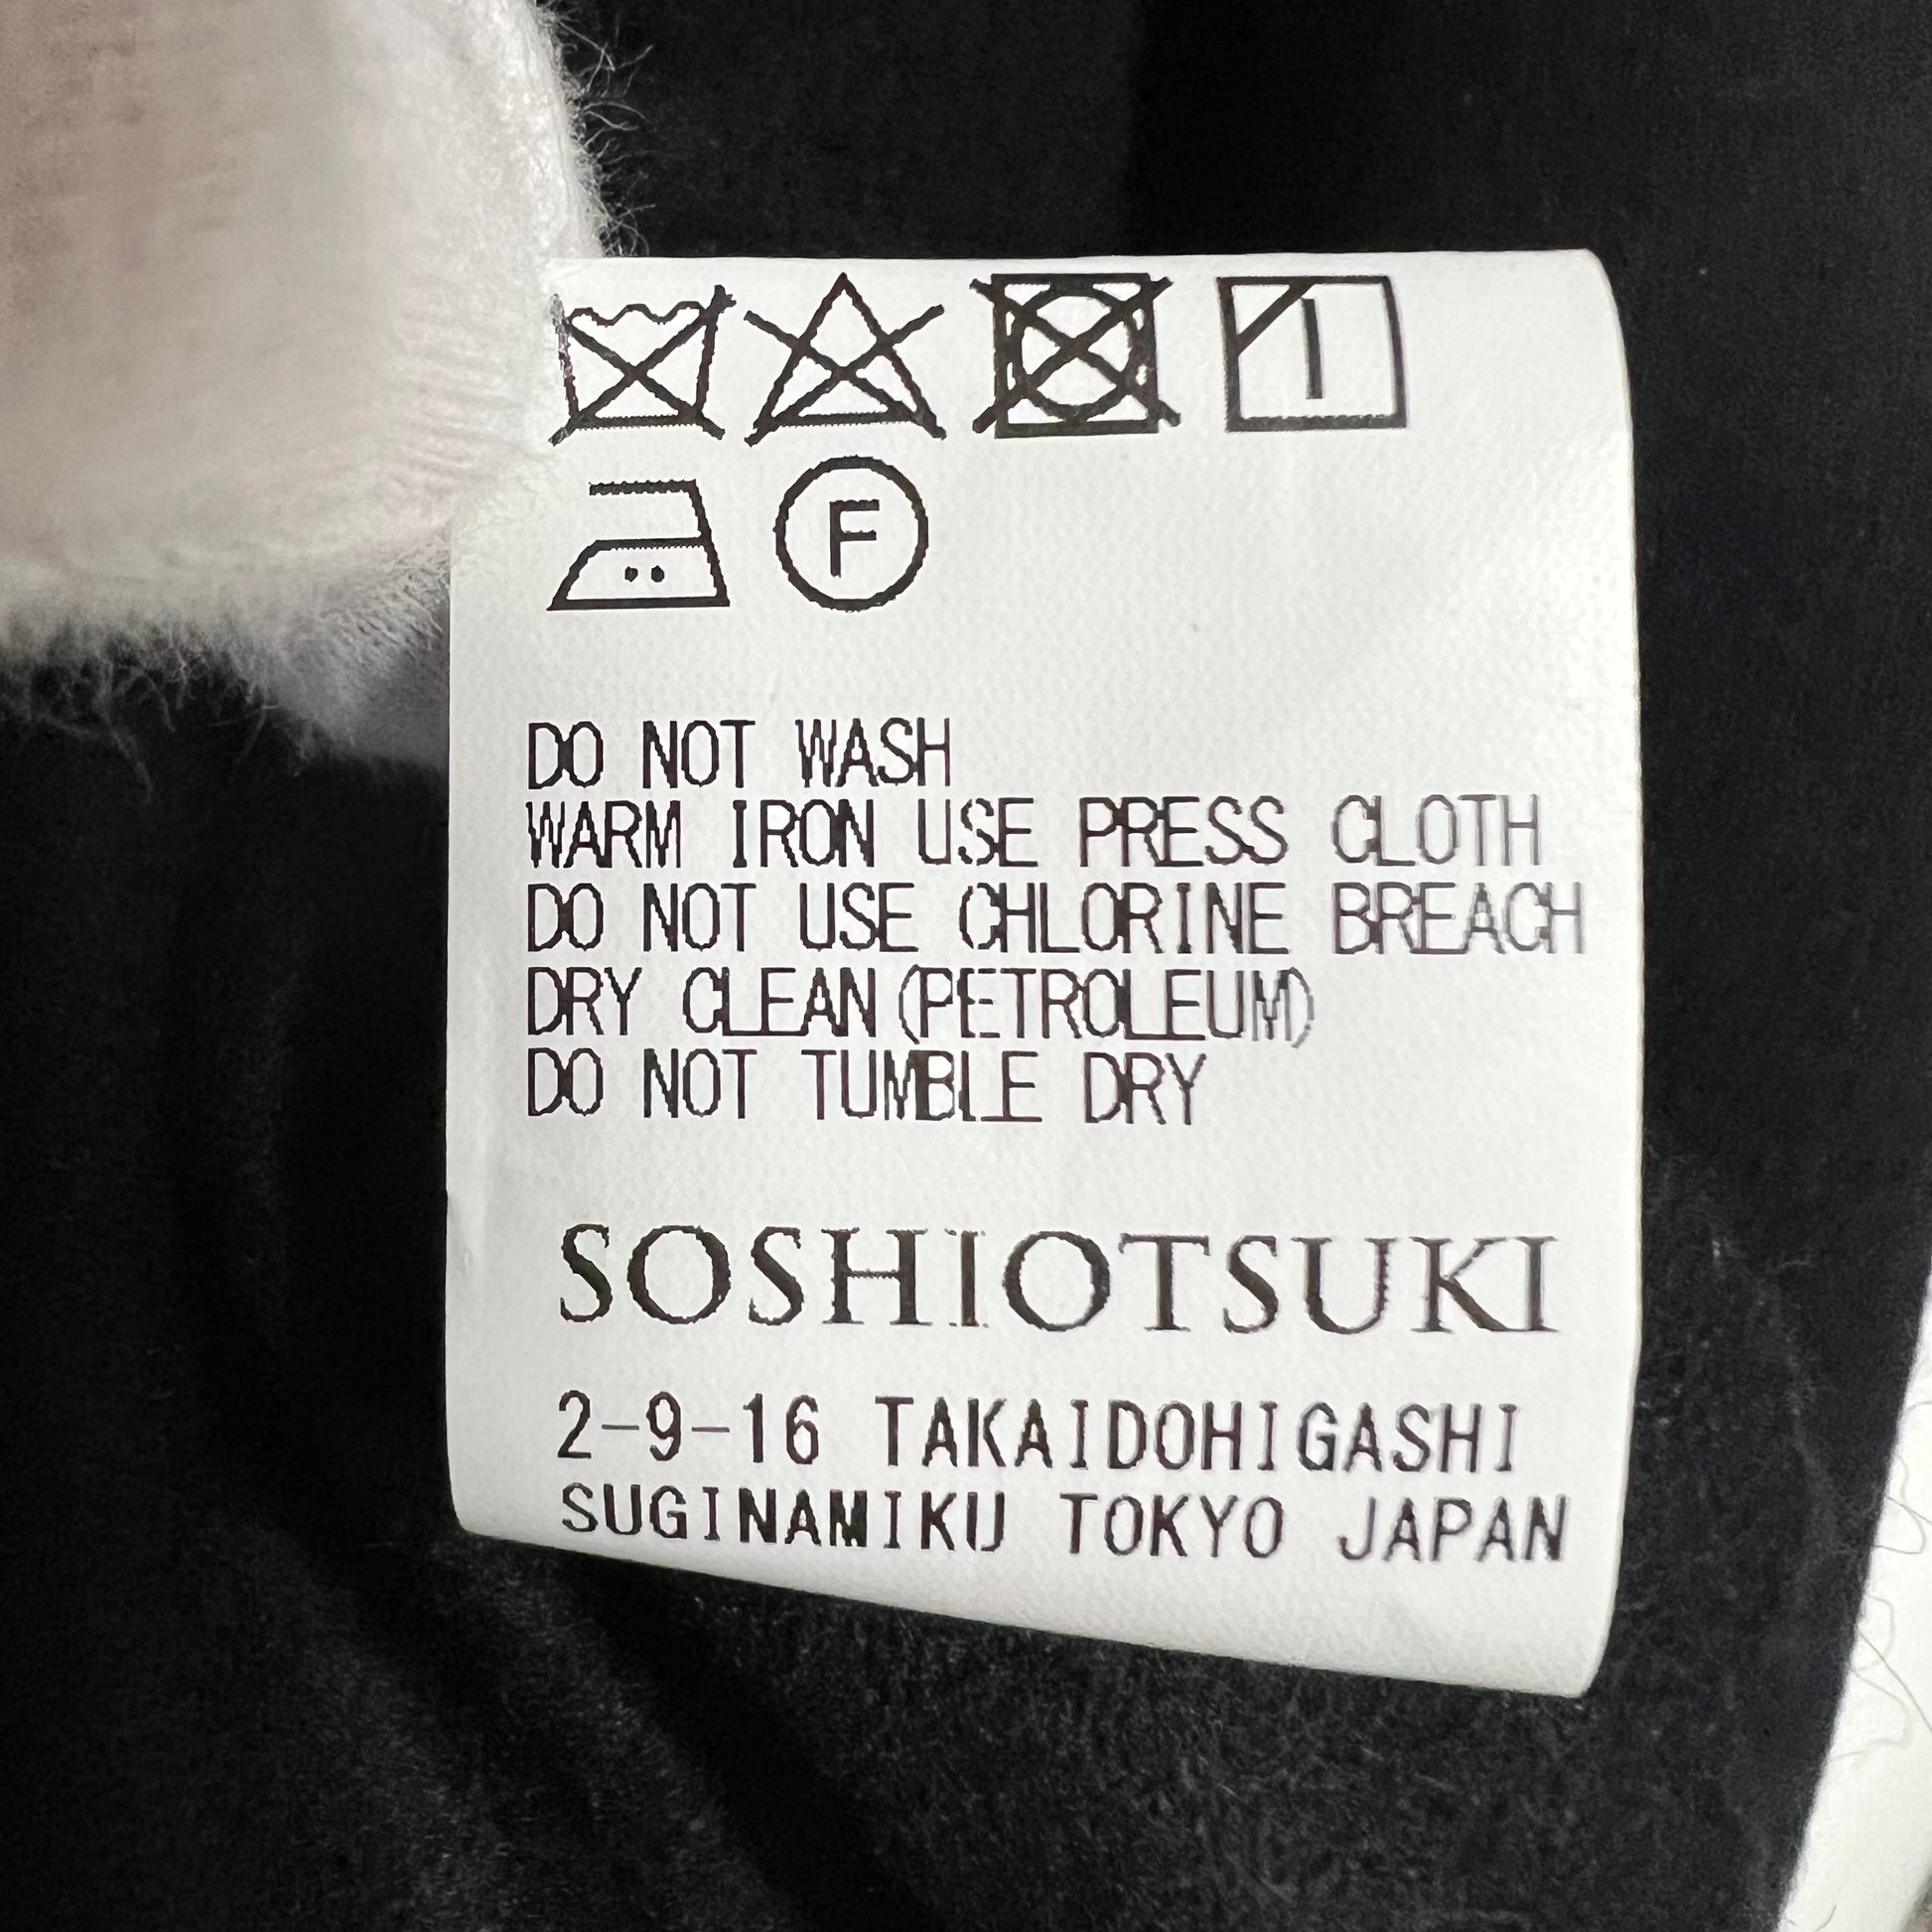 F
DO NOT WASH
WARM IRON USE PRESS CLOTH
DO NOT USE CHLORINE BREACH
DRY CLEAN(PETROLEUM)
DO NOT TUMBLE DRY
SOSHIOTSUKI
2-9-16 TAKAIDOHIGASHI
SUGINAMIKU TOKYO JAPAN